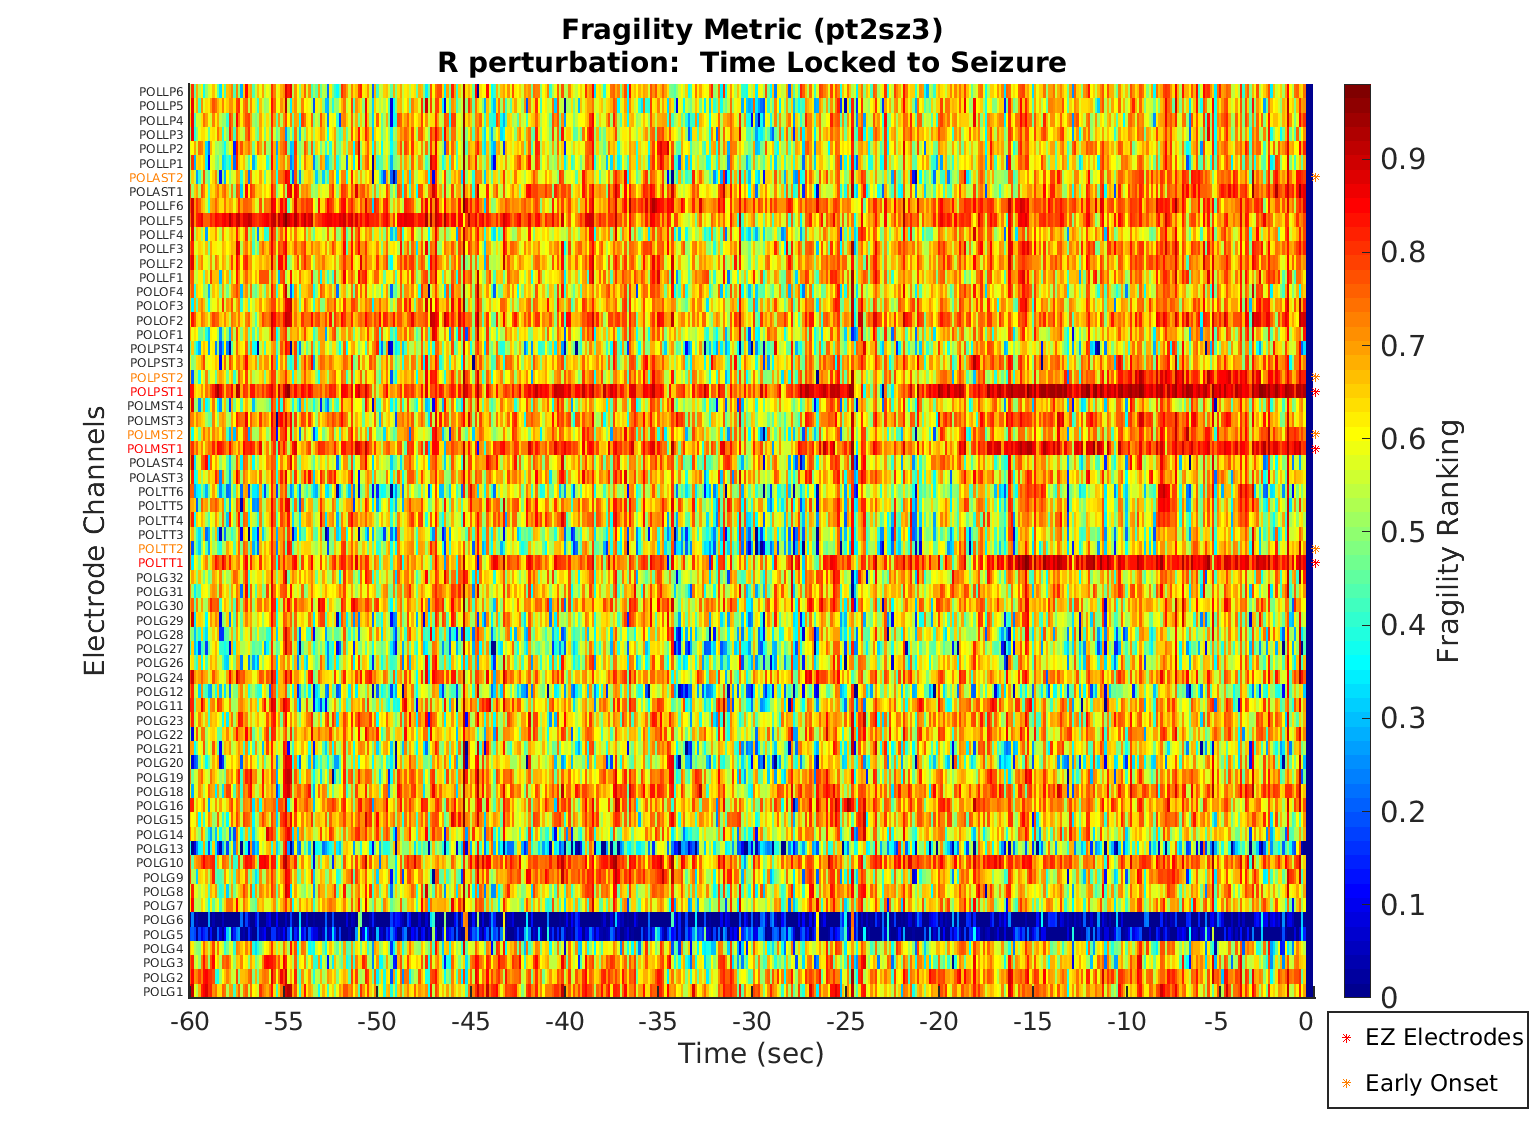 Fragility Metric (pt2sz3)
R perturbation:  Time Locked to Seizure
Electrode Channels
POLLP6
POLLP5
POLLP4
POLLP3
POLLP2
POLLP1
POLAST2
POLAST1
POLLF6
POLLF5
POLLF4
POLLF3
POLLF2
POLLF1
POLOF4
POLOF3
POLOF2
POLOF1
POLPST4
POLPST3
POLPST2
POLPST1
POLMST4
POLMST3
POLMST2
POLMST1
POLAST4
POLAST3
POLTT6
POLTT5
POLTT4
POLTT3
POLTT2
POLTT1
POLG32
POLG31
POLG30
POLG29
POLG28
POLG27
POLG26
POLG24
POLG12
POLG11
POLG23
POLG22
POLG21
POLG20
POLG19
POLG18
POLG16
POLG15
POLG14
POLG13
POLG10
POLG9
POLG8
POLG7
POLG6
POLG5
POLG4
POLG3
POLG2
POLG1
-60 -55 -50 -45 -40 -35 -30 -25 -20 -15 -10 -5 0
Time (sec)
0.9
0.8
0.7
0.6
0.5
0.4
0.3
0.2
0.1
0
Fragility Ranking
EZ Electrodes
Early Onset